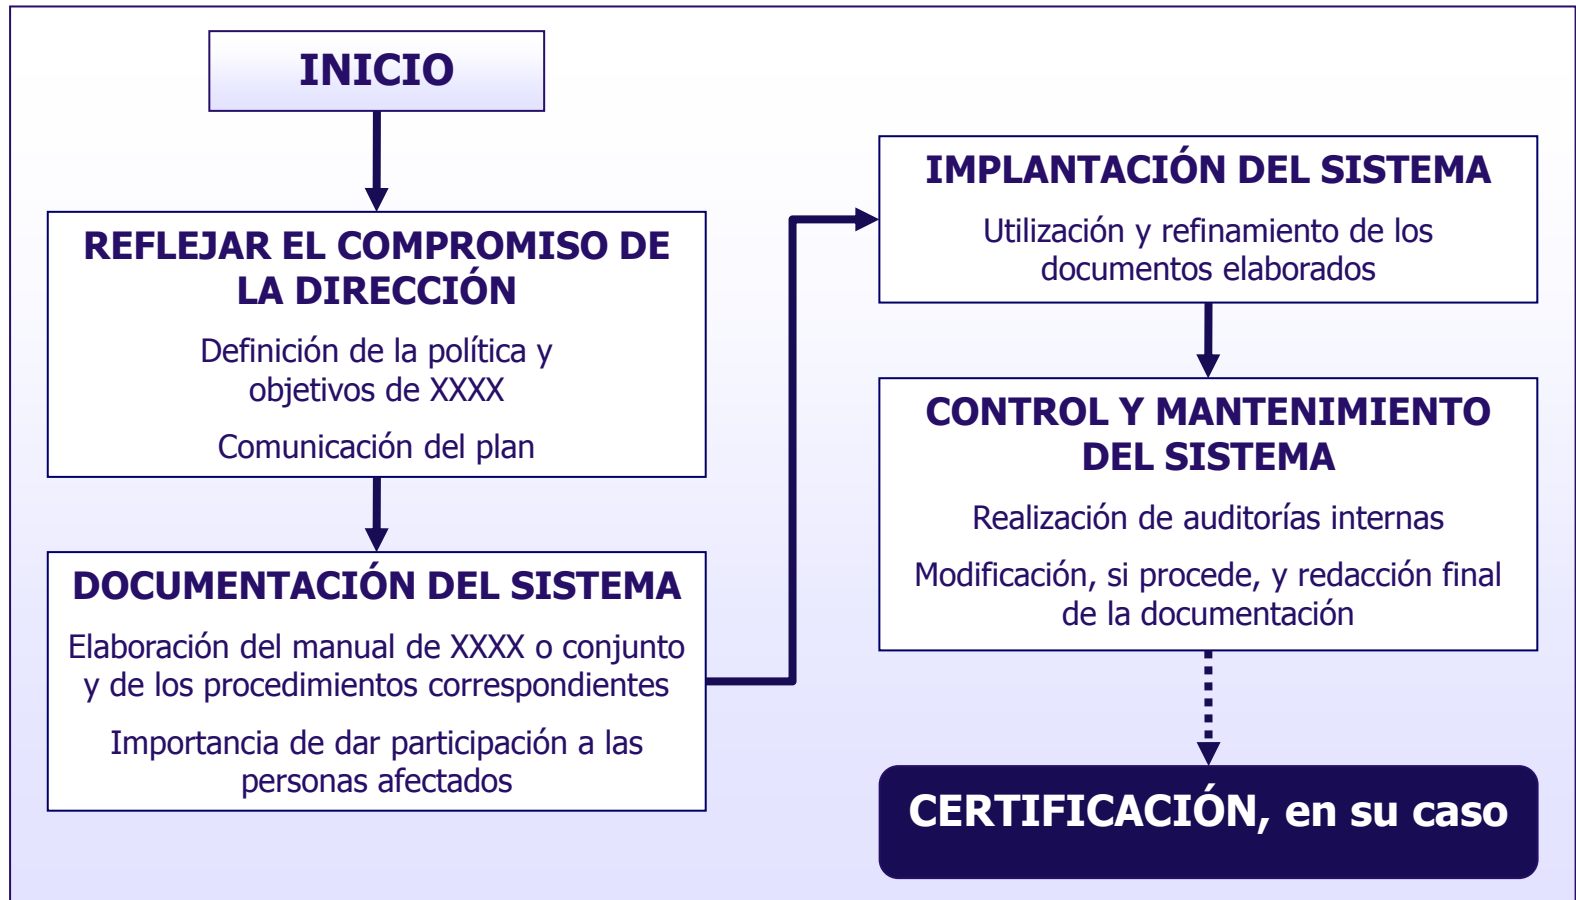 INICIO
REFLEJAR EL COMPROMISO DE
LA DIRECCIÓN
Definición de la política y
objetivos de XXXX
Comunicación del plan
DOCUMENTACIÓN DEL SISTEMA
Elaboración del manual de XXXX o conjunto
y de los procedimientos correspondientes
Importancia de dar participación a las
personas afectados
IMPLANTACIÓN DEL SISTEMA
Utilización y refinamiento de los
documentos elaborados
CONTROL Y MANTENIMIENTO
DEL SISTEMA
Realización de auditorías internas
Modificación, si procede, y redacción final
de la documentación
CERTIFICACIÓN, en su caso